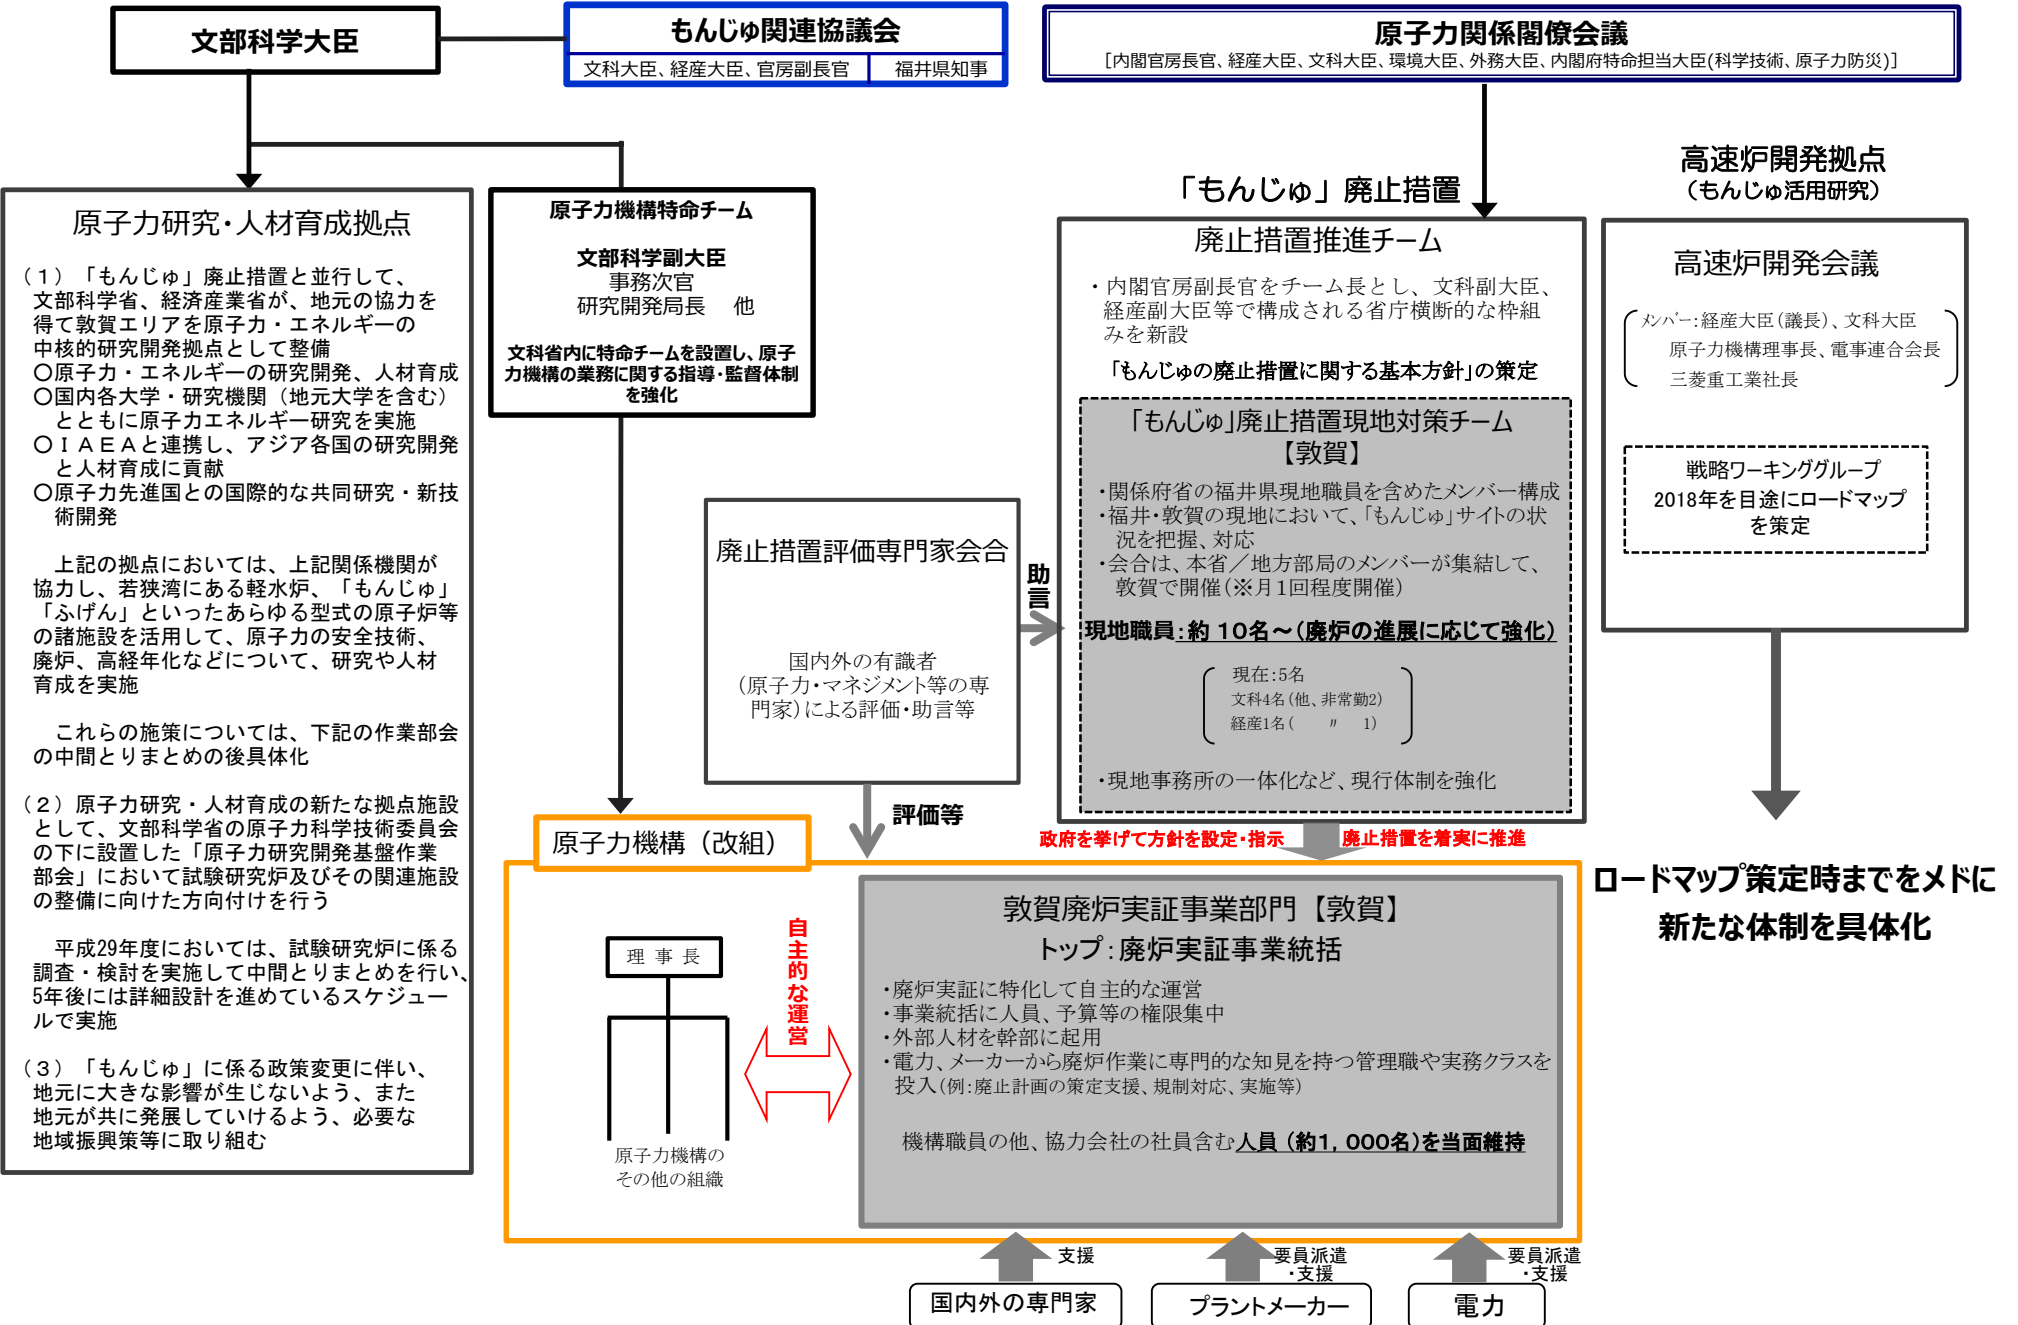 文部科学大臣
もんじゅ関連協議会
文科大臣、経産大臣、官房副長官
福井県知事
原子力関係閣僚会議
［内閣官房長官、経産大臣、文科大臣、環境大臣、外務大臣、内閣府特命担当大臣(科学技術、原子力防災)］
原子力研究・人材育成拠点
（１）「もんじゅ」廃止措置と並行して、
文部科学省、経済産業省が、地元の協力を
得て敦賀エリアを原子力・エネルギーの
中核的研究開発拠点として整備
○原子力・エネルギーの研究開発、人材育成
○国内各大学・研究機関（地元大学を含む）
とともに原子力エネルギー研究を実施
○ＩＡＥＡと連携し、アジア各国の研究開発
と人材育成に貢献
○原子力先進国との国際的な共同研究・新技
術開発
上記の拠点においては、上記関係機関が
協力し、若狭湾にある軽水炉、「もんじゅ」
「ふげん」といったあらゆる型式の原子炉等
の諸施設を活用して、原子力の安全技術、
廃炉、高経年化などについて、研究や人材
育成を実施
これらの施策については、下記の作業部会
の中間とりまとめの後具体化
（２）原子力研究・人材育成の新たな拠点施設
として、文部科学省の原子力科学技術委員会
の下に設置した「原子力研究開発基盤作業
部会」において試験研究炉及びその関連施設
の整備に向けた方向付けを行う
平成29年度においては、試験研究炉に係る
調査・検討を実施して中間とりまとめを行い、
5年後には詳細設計を進めているスケジュー
ルで実施
（３）「もんじゅ」に係る政策変更に伴い、
地元に大きな影響が生じないよう、また
地元が共に発展していけるよう、必要な
地域振興策等に取り組む
原子力機構特命チーム
文部科学副大臣
事務次官
研究開発局長　他
文科省内に特命チームを設置し、原子
力機構の業務に関する指導・監督体制
を強化
廃止措置評価専門家会合
国内外の有識者
（原子力・マネジメント等の専
門家）による評価・助言等
助言
評価等
「もんじゅ」廃止措置
廃止措置推進チーム
・内閣官房副長官をチーム長とし、文科副大臣、
経産副大臣等で構成される省庁横断的な枠組
みを新設
「もんじゅの廃止措置に関する基本方針」の策定
「もんじゅ」廃止措置現地対策チーム
【敦賀】
・関係府省の福井県現地職員を含めたメンバー構成
・福井・敦賀の現地において、「もんじゅ」サイトの状
況を把握、対応
・会合は、本省／地方部局のメンバーが集結して、
敦賀で開催（※月１回程度開催）
現地職員：約 10名～（廃炉の進展に応じて強化）
現在：5名
文科4名（他、非常勤2）
経産1名（　〃　1）
・現地事務所の一体化など、現行体制を強化
政府を挙げて方針を設定・指示
廃止措置を着実に推進
高速炉開発拠点
（もんじゅ活用研究）
高速炉開発会議
メンバー：経産大臣（議長）、文科大臣
原子力機構理事長、電事連合会長
三菱重工業社長
戦略ワーキンググループ
2018年を目途にロードマップ
を策定
ロードマップ策定時までをメドに
新たな体制を具体化
原子力機構（改組）
理事長
原子力機構の
その他の組織
自主的な運営
敦賀廃炉実証事業部門【敦賀】
トップ：廃炉実証事業統括
・廃炉実証に特化して自主的な運営
・事業統括に人員、予算等の権限集中
・外部人材を幹部に起用
・電力、メーカーから廃炉作業に専門的な知見を持つ管理職や実務クラスを
投入（例：廃止計画の策定支援、規制対応、実施等）
機構職員の他、協力会社の社員含む人員（約1，000名）を当面維持
支援
要員派遣
・支援
要員派遣
・支援
国内外の専門家
プラントメーカー
電力